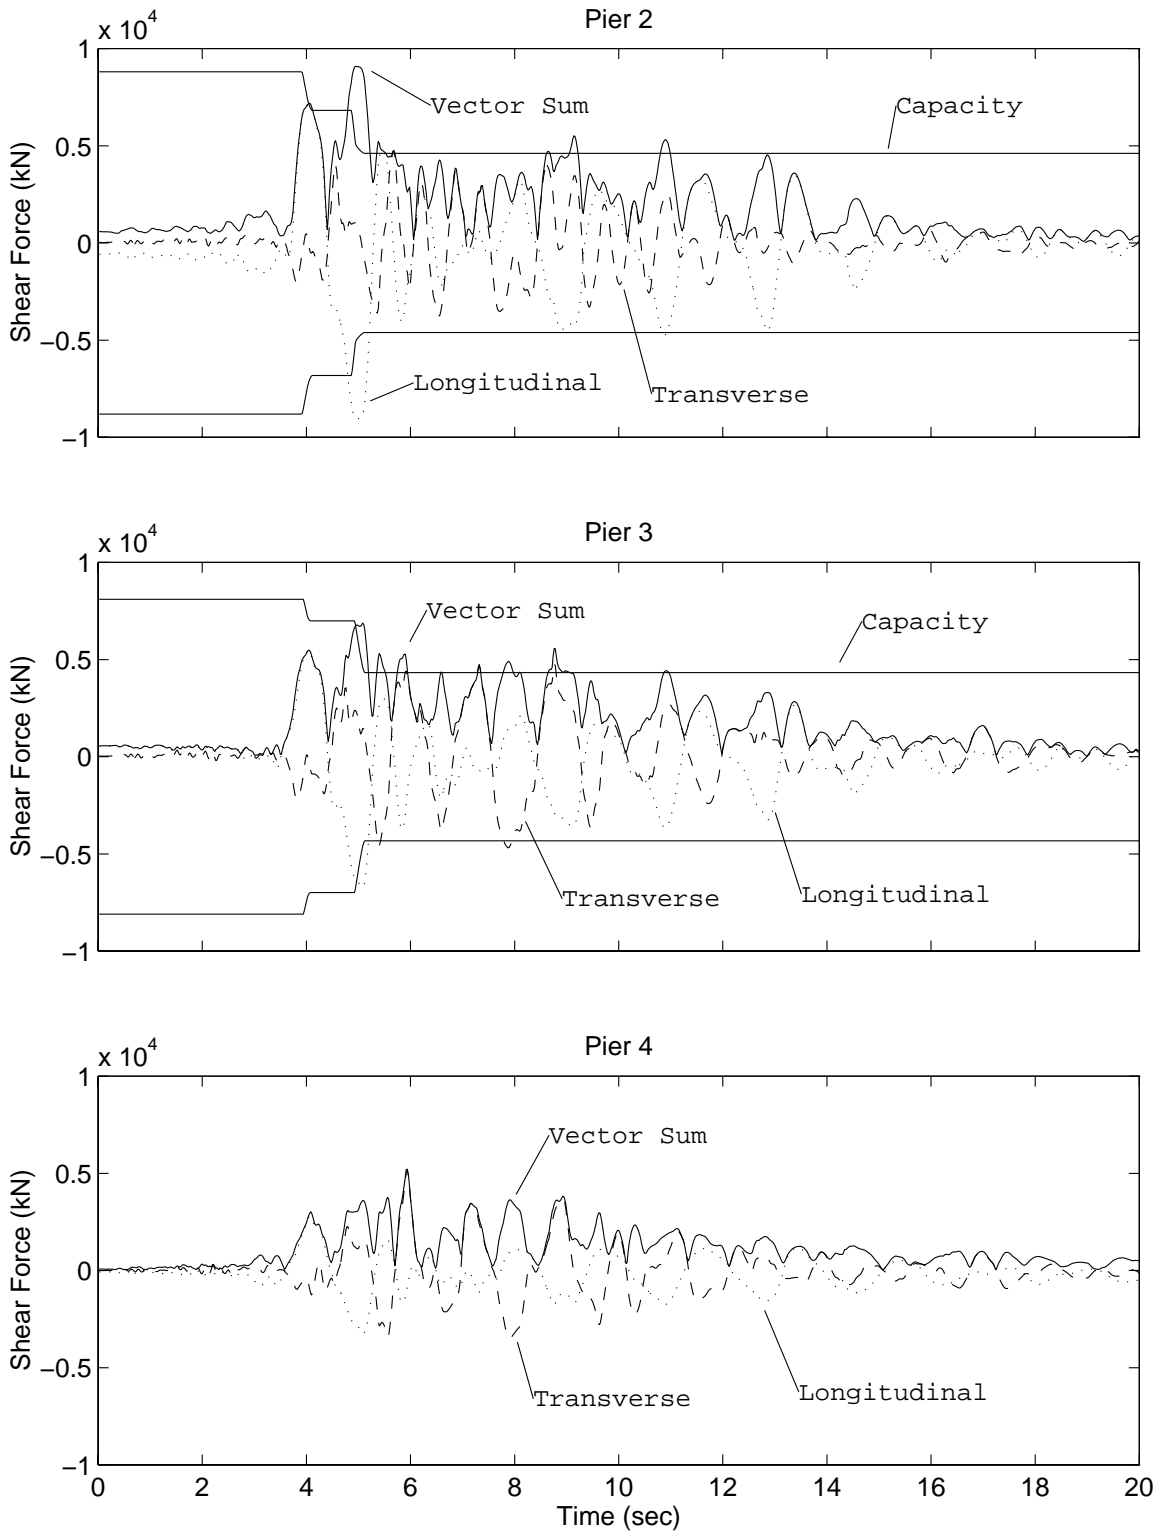 Pier 2
x 10^4
1
0.5
0
−0.5
−1
Shear Force (kN)
Vector Sum
Capacity
Longitudinal
Transverse
Pier 3
x 10^4
1
0.5
0
−0.5
−1
Shear Force (kN)
Vector Sum
Capacity
Transverse
Longitudinal
Pier 4
x 10^4
1
0.5
0
−0.5
−1
Shear Force (kN)
Vector Sum
Transverse
Longitudinal
0 2 4 6 8 10 12 14 16 18 20
Time (sec)